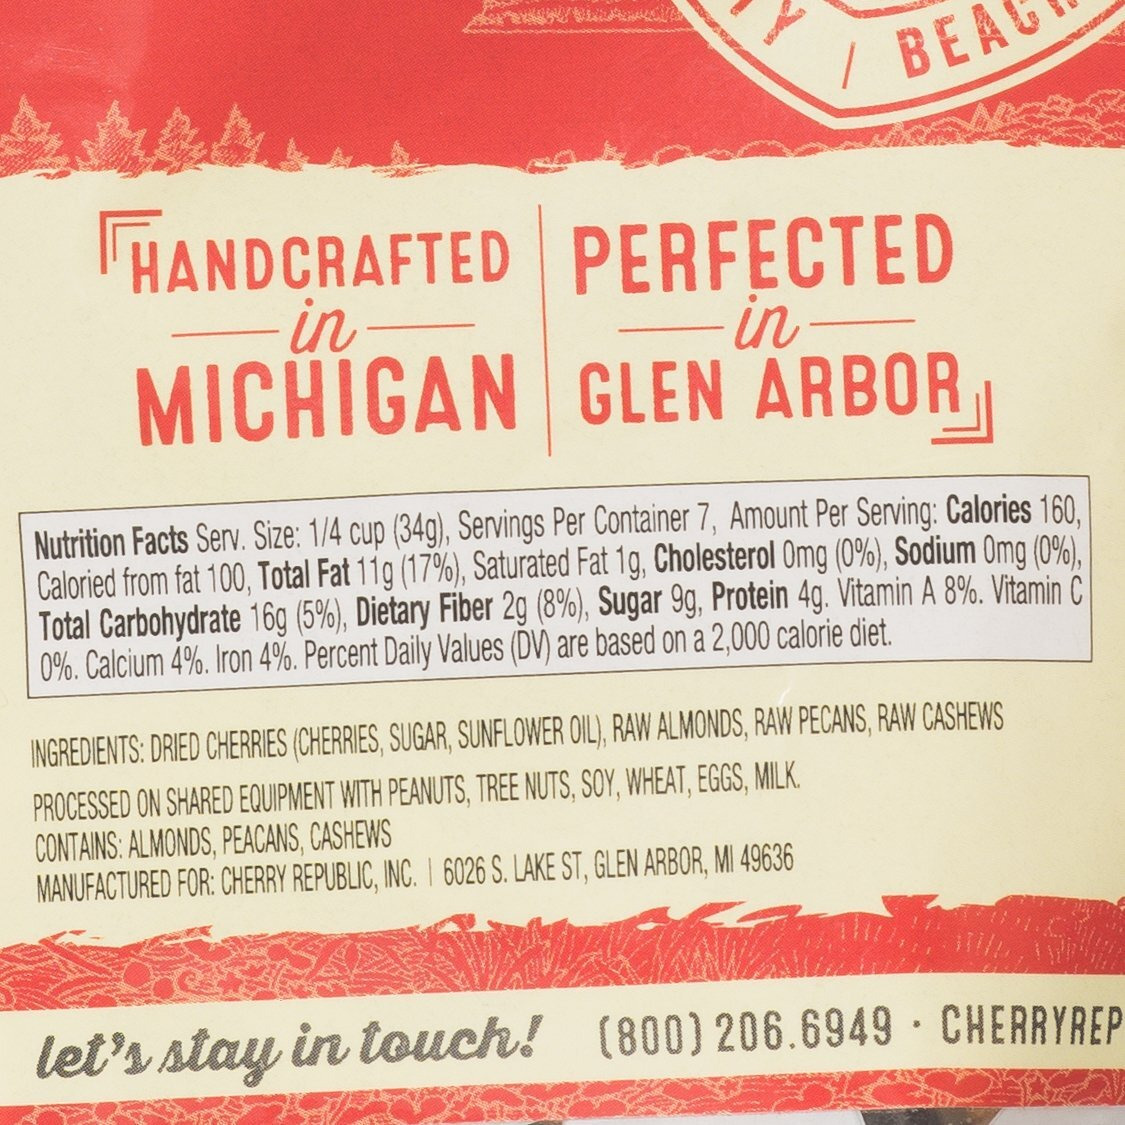 / BEACH
HANDCRAFTED
in
MICHIGAN
PERFECTED
in
GLEN ARBOR
Nutrition Facts Serv. Size: 1/4 cup (34g), Servings Per Container 7, Amount Per Serving: Calories 160,
Caloried from fat 100, Total Fat 11g (17%), Saturated Fat 1g, Cholesterol 0mg (0%), Sodium 0mg (0%),
Total Carbohydrate 16g (5%), Dietary Fiber 2g (8%), Sugar 9g, Protein 4g. Vitamin A 8%. Vitamin C
0%. Calcium 4%. Iron 4%. Percent Daily Values (DV) are based on a 2,000 calorie diet.
INGREDIENTS: DRIED CHERRIES (CHERRIES, SUGAR, SUNFLOWER OIL), RAW ALMONDS, RAW PECANS, RAW CASHEWS
PROCESSED ON SHARED EQUIPMENT WITH PEANUTS, TREE NUTS, SOY, WHEAT, EGGS, MILK.
CONTAINS: ALMONDS, PEACANS, CASHEWS
MANUFACTURED FOR: CHERRY REPUBLIC, INC. | 6026 S. LAKE ST, GLEN ARBOR, MI 49636
let's stay in touch! (800) 206.6949 · CHERRYREP